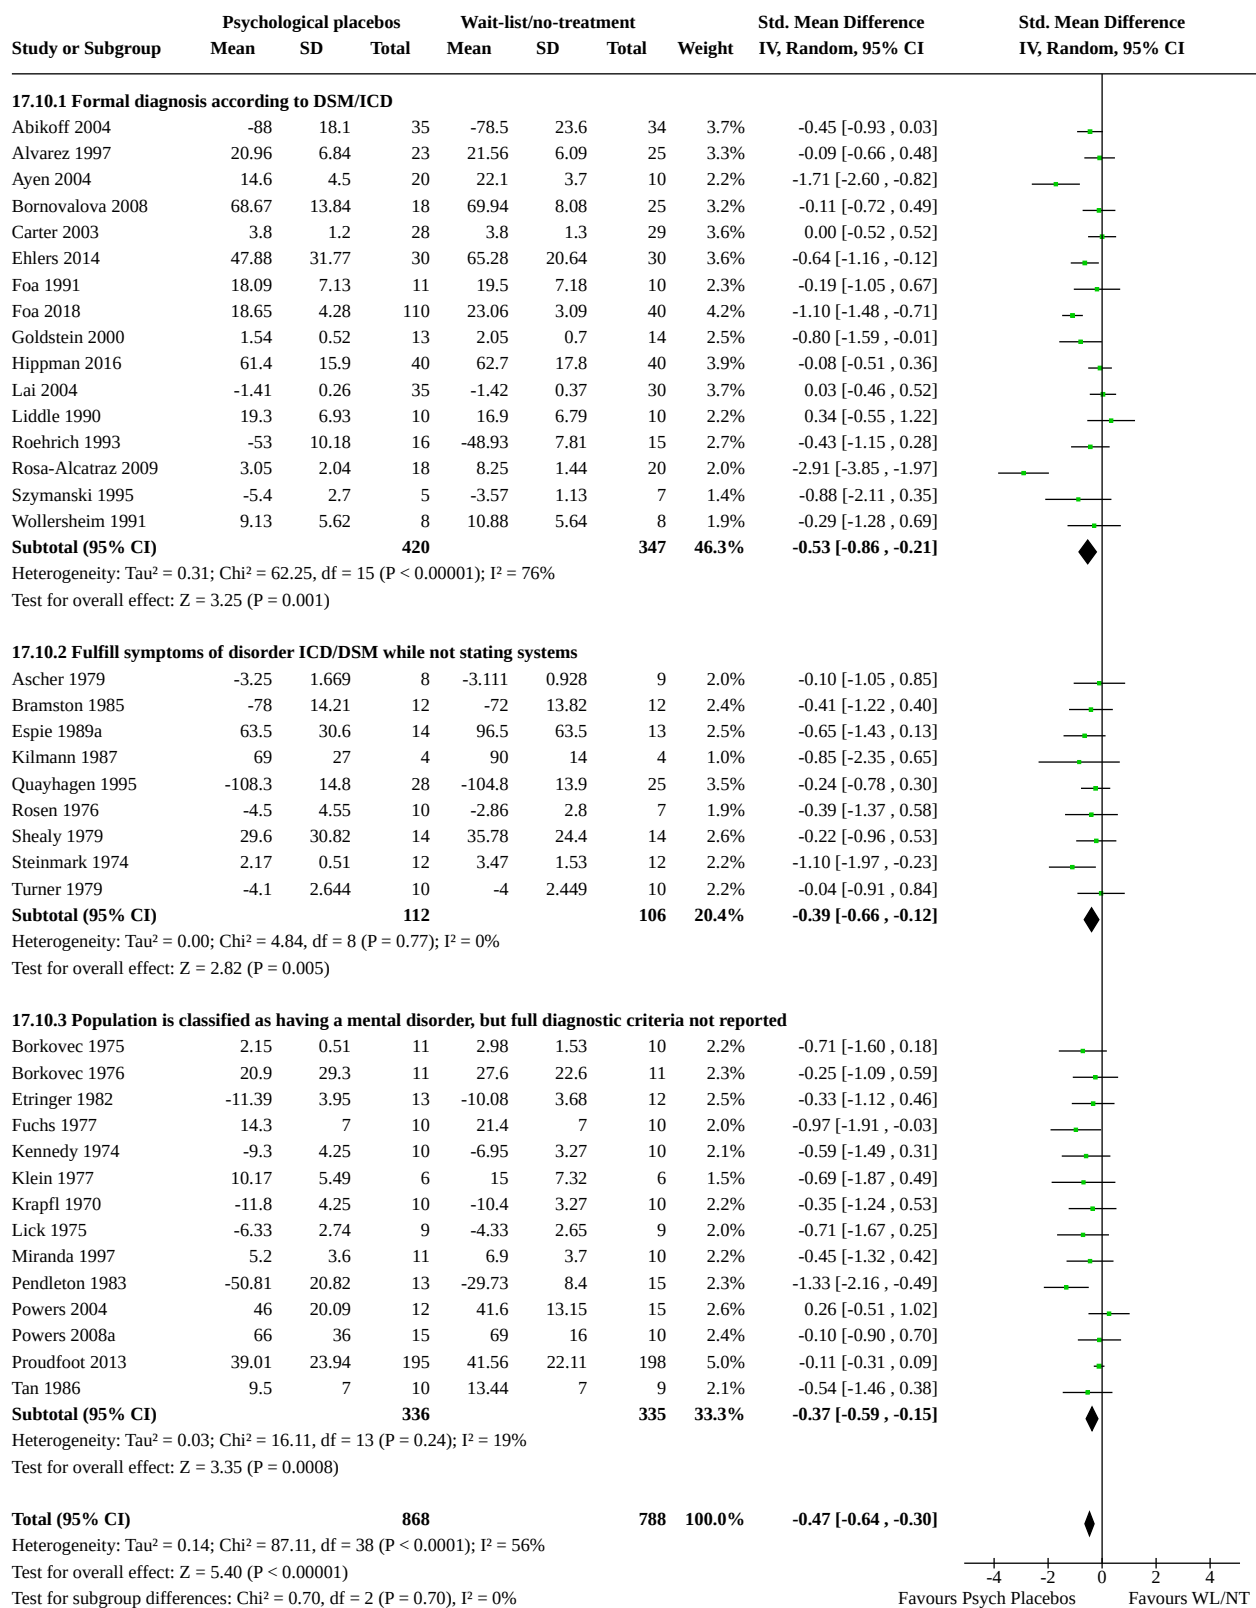 Psychological placebos Wait-list/no-treatment Std. Mean Difference Std. Mean Difference
Study or Subgroup Mean SD Total Mean SD Total Weight IV, Random, 95% CI IV, Random, 95% CI
17.10.1 Formal diagnosis according to DSM/ICD
Abikoff 2004 -88 18.1 35 -78.5 23.6 34 3.7% -0.45 [-0.93 , 0.03]
Alvarez 1997 20.96 6.84 23 21.56 6.09 25 3.3% -0.09 [-0.66 , 0.48]
Ayen 2004 14.6 4.5 20 22.1 3.7 10 2.2% -1.71 [-2.60 , -0.82]
Bornovalova 2008 68.67 13.84 18 69.94 8.08 25 3.2% -0.11 [-0.72 , 0.49]
Carter 2003 3.8 1.2 28 3.8 1.3 29 3.6% 0.00 [-0.52 , 0.52]
Ehlers 2014 47.88 31.77 30 65.28 20.64 30 3.6% -0.64 [-1.16 , -0.12]
Foa 1991 18.09 7.13 11 19.5 7.18 10 2.3% -0.19 [-1.05 , 0.67]
Foa 2018 18.65 4.28 110 23.06 3.09 40 4.2% -1.10 [-1.48 , -0.71]
Goldstein 2000 1.54 0.52 13 2.05 0.7 14 2.5% -0.80 [-1.59 , -0.01]
Hippman 2016 61.4 15.9 40 62.7 17.8 40 3.9% -0.08 [-0.51 , 0.36]
Lai 2004 -1.41 0.26 35 -1.42 0.37 30 3.7% 0.03 [-0.46 , 0.52]
Liddle 1990 19.3 6.93 10 16.9 6.79 10 2.2% 0.34 [-0.55 , 1.22]
Roehrich 1993 -53 10.18 16 -48.93 7.81 15 2.7% -0.43 [-1.15 , 0.28]
Rosa-Alcatraz 2009 3.05 2.04 18 8.25 1.44 20 2.0% -2.91 [-3.85 , -1.97]
Szymanski 1995 -5.4 2.7 5 -3.57 1.13 7 1.4% -0.88 [-2.11 , 0.35]
Wollersheim 1991 9.13 5.62 8 10.88 5.64 8 1.9% -0.29 [-1.28 , 0.69]
Subtotal (95% CI) 420 347 46.3% -0.53 [-0.86 , -0.21]
Heterogeneity: Tau² = 0.31; Chi² = 62.25, df = 15 (P < 0.00001); I² = 76%
Test for overall effect: Z = 3.25 (P = 0.001)
17.10.2 Fulfill symptoms of disorder ICD/DSM while not stating systems
Ascher 1979 -3.25 1.669 8 -3.111 0.928 9 2.0% -0.10 [-1.05 , 0.85]
Bramston 1985 -78 14.21 12 -72 13.82 12 2.4% -0.41 [-1.22 , 0.40]
Espie 1989a 63.5 30.6 14 96.5 63.5 13 2.5% -0.65 [-1.43 , 0.13]
Kilmann 1987 69 27 4 90 14 4 1.0% -0.85 [-2.35 , 0.65]
Quayhagen 1995 -108.3 14.8 28 -104.8 13.9 25 3.5% -0.24 [-0.78 , 0.30]
Rosen 1976 -4.5 4.55 10 -2.86 2.8 7 1.9% -0.39 [-1.37 , 0.58]
Shealy 1979 29.6 30.82 14 35.78 24.4 14 2.6% -0.22 [-0.96 , 0.53]
Steinmark 1974 2.17 0.51 12 3.47 1.53 12 2.2% -1.10 [-1.97 , -0.23]
Turner 1979 -4.1 2.644 10 -4 2.449 10 2.2% -0.04 [-0.91 , 0.84]
Subtotal (95% CI) 112 106 20.4% -0.39 [-0.66 , -0.12]
Heterogeneity: Tau² = 0.00; Chi² = 4.84, df = 8 (P = 0.77); I² = 0%
Test for overall effect: Z = 2.82 (P = 0.005)
17.10.3 Population is classified as having a mental disorder, but full diagnostic criteria not reported
Borkovec 1975 2.15 0.51 11 2.98 1.53 10 2.2% -0.71 [-1.60 , 0.18]
Borkovec 1976 20.9 29.3 11 27.6 22.6 11 2.3% -0.25 [-1.09 , 0.59]
Etringer 1982 -11.39 3.95 13 -10.08 3.68 12 2.5% -0.33 [-1.12 , 0.46]
Fuchs 1977 14.3 7 10 21.4 7 10 2.0% -0.97 [-1.91 , -0.03]
Kennedy 1974 -9.3 4.25 10 -6.95 3.27 10 2.1% -0.59 [-1.49 , 0.31]
Klein 1977 10.17 5.49 6 15 7.32 6 1.5% -0.69 [-1.87 , 0.49]
Krapfl 1970 -11.8 4.25 10 -10.4 3.27 10 2.2% -0.35 [-1.24 , 0.53]
Lick 1975 -6.33 2.74 9 -4.33 2.65 9 2.0% -0.71 [-1.67 , 0.25]
Miranda 1997 5.2 3.6 11 6.9 3.7 10 2.2% -0.45 [-1.32 , 0.42]
Pendleton 1983 -50.81 20.82 13 -29.73 8.4 15 2.3% -1.33 [-2.16 , -0.49]
Powers 2004 46 20.09 12 41.6 13.15 15 2.6% 0.26 [-0.51 , 1.02]
Powers 2008a 66 36 15 69 16 10 2.4% -0.10 [-0.90 , 0.70]
Proudfoot 2013 39.01 23.94 195 41.56 22.11 198 5.0% -0.11 [-0.31 , 0.09]
Tan 1986 9.5 7 10 13.44 7 9 2.1% -0.54 [-1.46 , 0.38]
Subtotal (95% CI) 336 335 33.3% -0.37 [-0.59 , -0.15]
Heterogeneity: Tau² = 0.03; Chi² = 16.11, df = 13 (P = 0.24); I² = 19%
Test for overall effect: Z = 3.35 (P = 0.0008)
Total (95% CI) 868 788 100.0% -0.47 [-0.64 , -0.30]
Heterogeneity: Tau² = 0.14; Chi² = 87.11, df = 38 (P < 0.0001); I² = 56%
Test for overall effect: Z = 5.40 (P < 0.00001)
-4 -2 0 2 4
Test for subgroup differences: Chi² = 0.70, df = 2 (P = 0.70), I² = 0%
Favours Psych Placebos Favours WL/NT